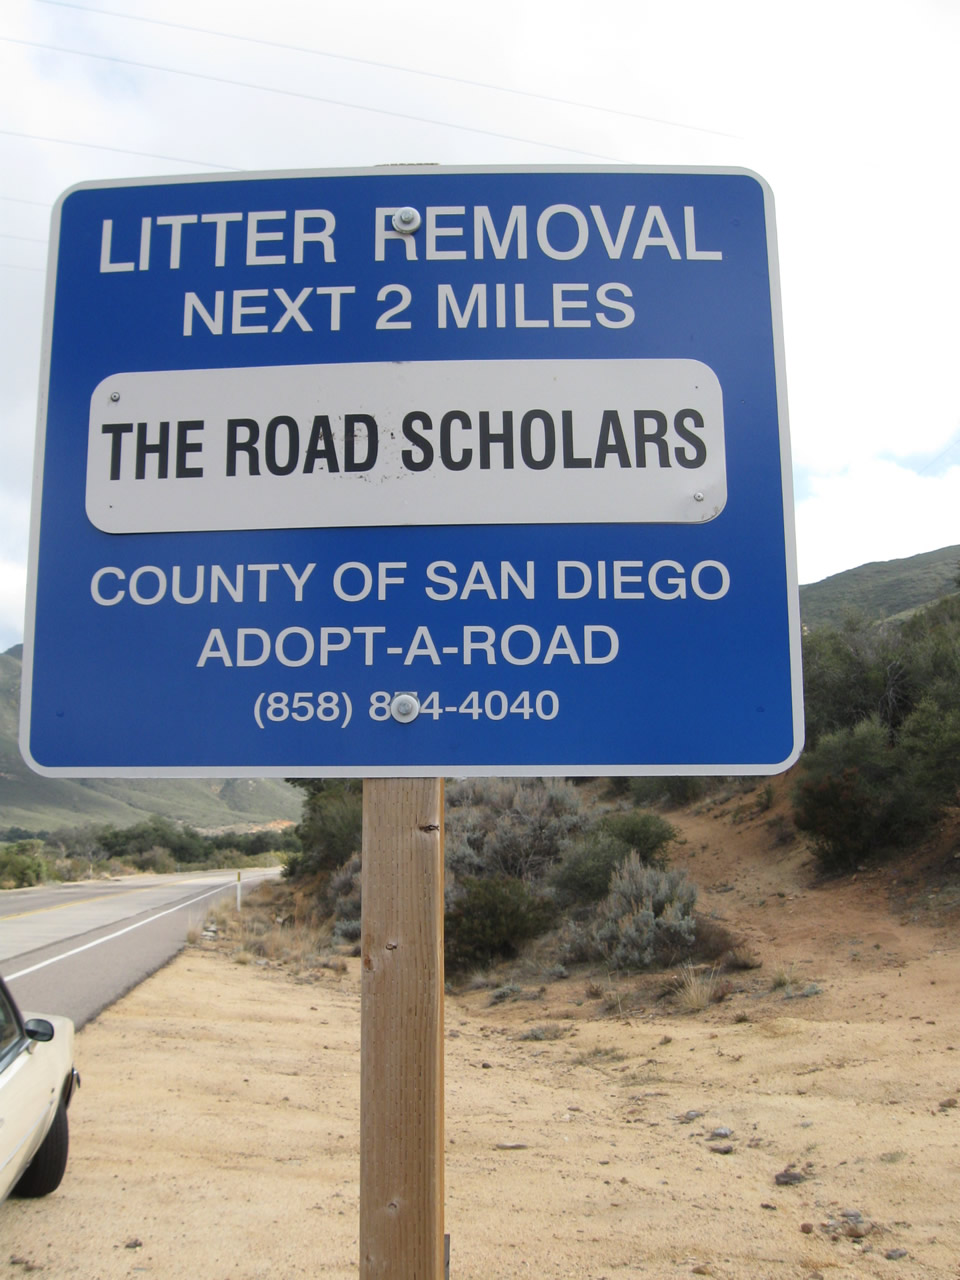 LITTER REMOVAL
NEXT 2 MILES
THE ROAD SCHOLARS
COUNTY OF SAN DIEGO
ADOPT-A-ROAD
(858)